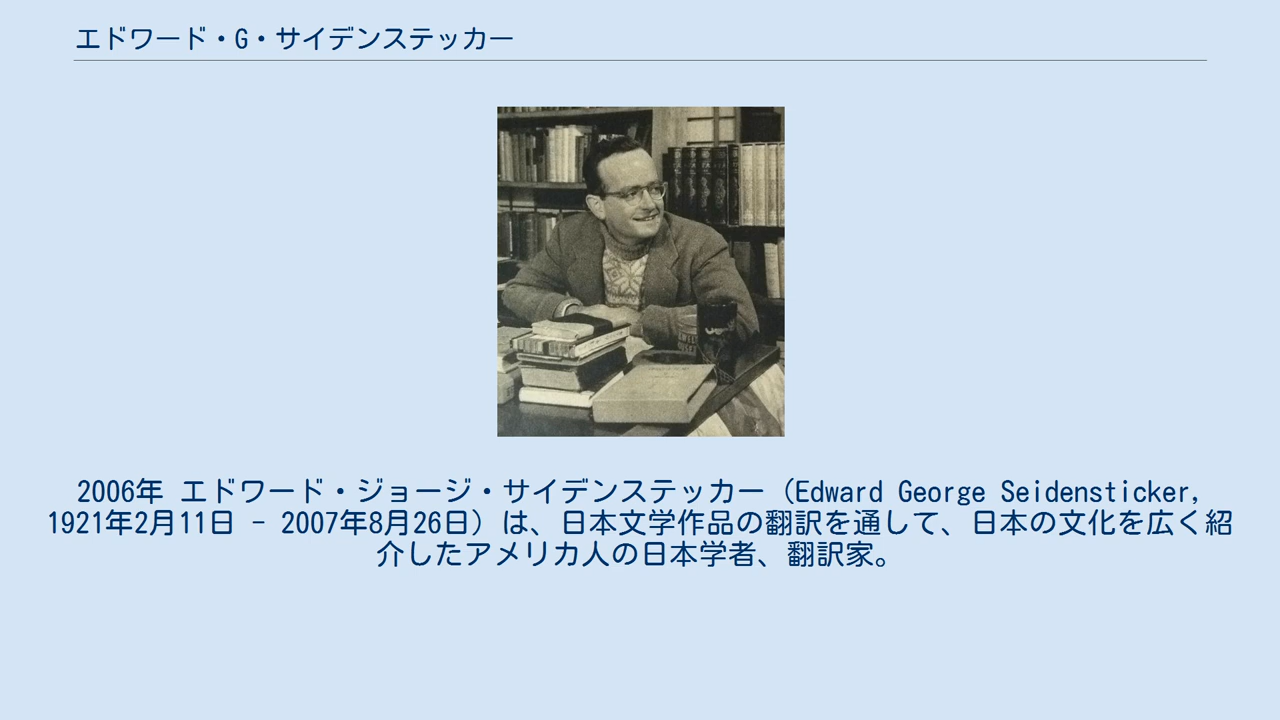 エドワード・G・サイデンステッカー
2006年 エドワード・ジョージ・サイデンステッカー（Edward George Seidensticker,
1921年2月11日 - 2007年8月26日）は、日本文学作品の翻訳を通して、日本の文化を広く紹
介したアメリカ人の日本学者、翻訳家。